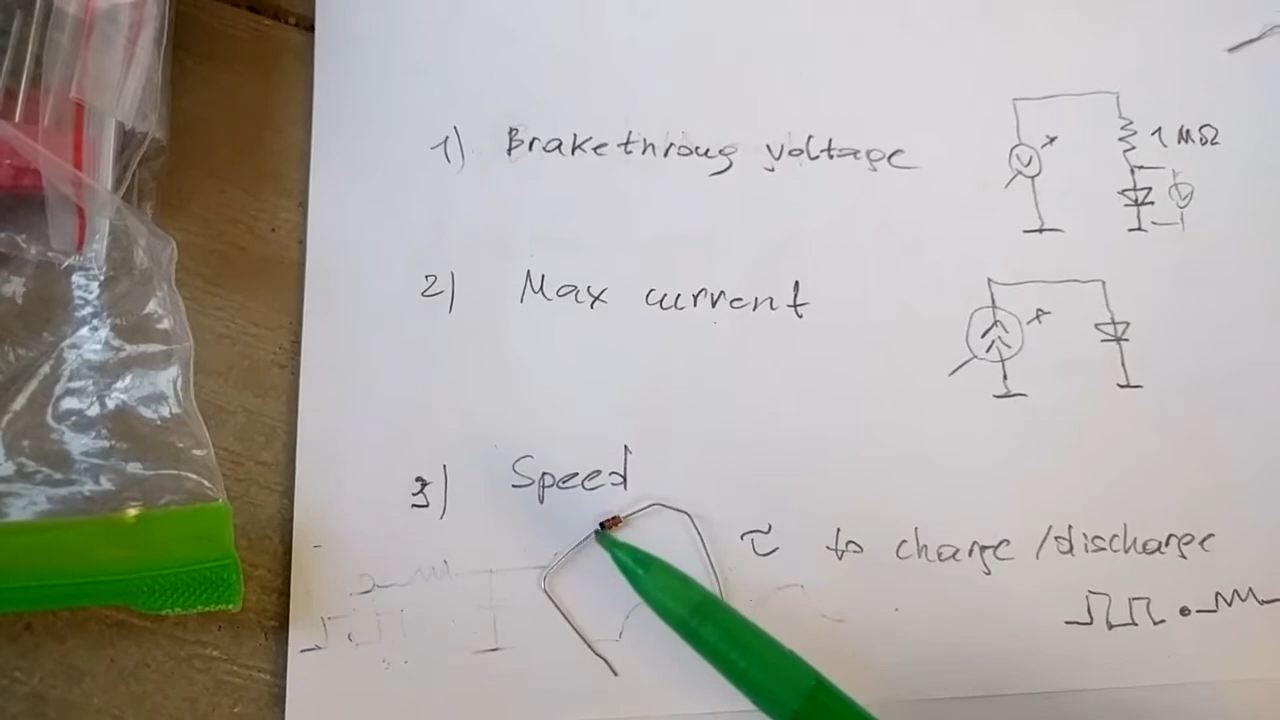 1) Brakethroug voltage
1 MΩ
V
V
2) Max current
3) Speed
τ to charge/discharge